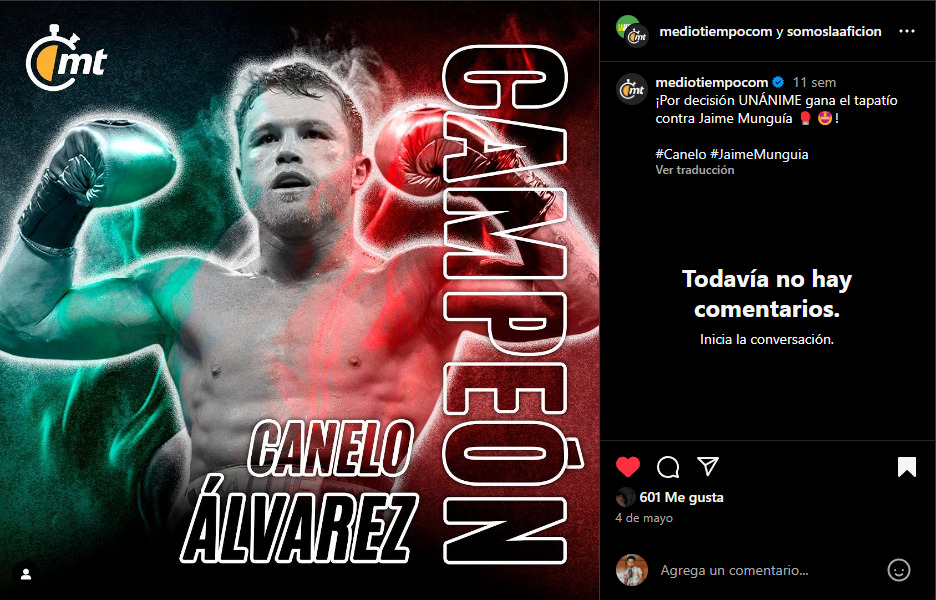 mt
CAMPEÓN
CANELO
ÁLVAREZ
mt
mediotiempocom y somoslaaficion
mt
mediotiempocom 11 sem
¡Por decisión UNÁNIME gana el tapatío
contra Jaime Munguía 🥊 🤩!
#Canelo #JaimeMunguia
Ver traducción
Todavía no hay
comentarios.
Inicia la conversación.
601 Me gusta
4 de mayo
Agrega un comentario...